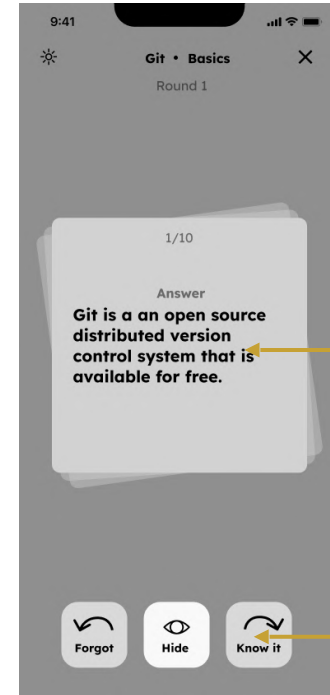 9:41
Git • Basics
Round 1
1/10
Answer
Git is a an open source
distributed version
control system that is
available for free.
Forgot
Hide
Know it